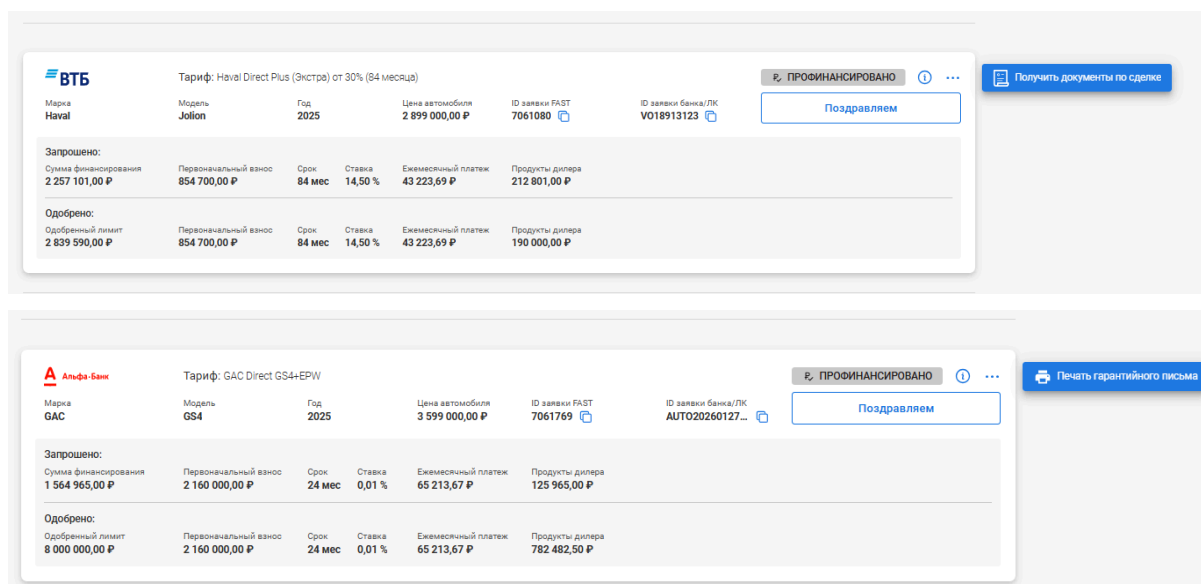 ВТБ Тариф: Haval Direct Plus (Экстра) от 30% (84 месяца) ПРОФИНАНСИРОВАНО Получить документы по сделке
Марка Модель Год Цена автомобиля ID заявки FAST ID заявки банка/ЛК Поздравляем
Haval Jolion 2025 2 899 000,00 ₽ 7061080 VO18913123
Запрошено:
Сумма финансирования Первоначальный взнос Срок Ставка Ежемесячный платеж Продукты дилера
2 257 101,00 ₽ 854 700,00 ₽ 84 мес 14,50 % 43 223,69 ₽ 212 801,00 ₽
Одобрено:
Одобренный лимит Первоначальный взнос Срок Ставка Ежемесячный платеж Продукты дилера
2 839 590,00 ₽ 854 700,00 ₽ 84 мес 14,50 % 43 223,69 ₽ 190 000,00 ₽
Альфа-Банк Тариф: GAC Direct GS4+EPW ПРОФИНАНСИРОВАНО Печать гарантийного письма
Марка Модель Год Цена автомобиля ID заявки FAST ID заявки банка/ЛК Поздравляем
GAC GS4 2025 3 599 000,00 ₽ 7061769 AUTO20260127...
Запрошено:
Сумма финансирования Первоначальный взнос Срок Ставка Ежемесячный платеж Продукты дилера
1 564 965,00 ₽ 2 160 000,00 ₽ 24 мес 0,01 % 65 213,67 ₽ 125 965,00 ₽
Одобрено:
Одобренный лимит Первоначальный взнос Срок Ставка Ежемесячный платеж Продукты дилера
8 000 000,00 ₽ 2 160 000,00 ₽ 24 мес 0,01 % 65 213,67 ₽ 782 482,50 ₽